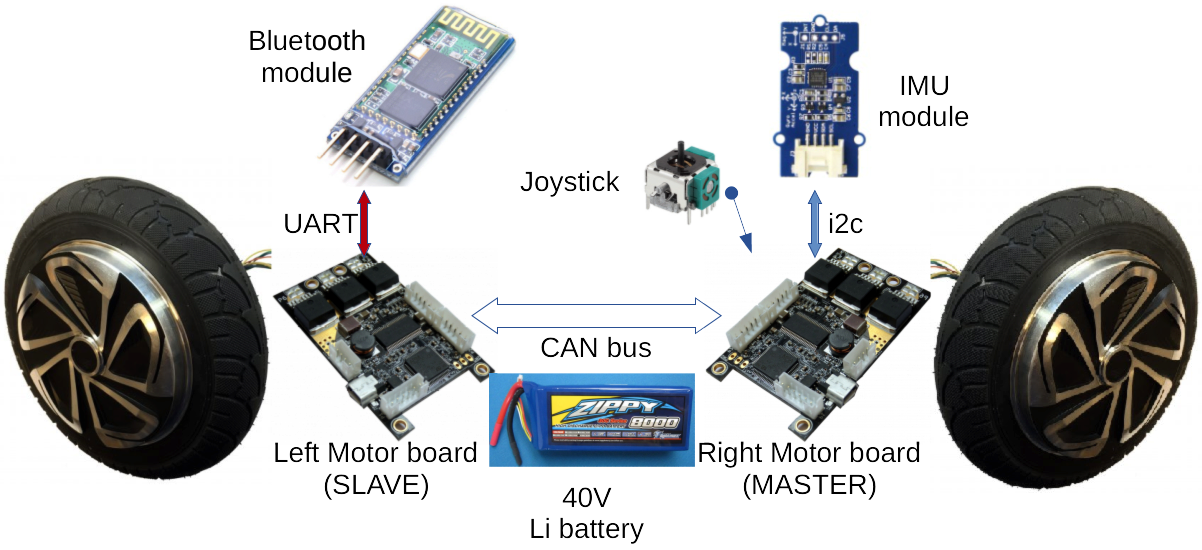 Bluetooth
module
IMU
module
Joystick
UART
i2c
CAN bus
ZIPPY
8000
Left Motor board
(SLAVE)
Right Motor board
(MASTER)
40V
Li battery